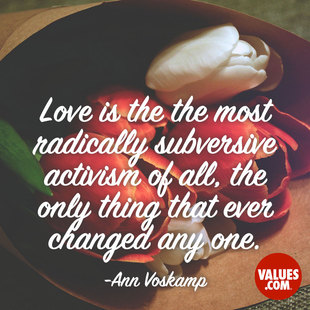 Love is the the most
radically subversive
activism of all, the
only thing that ever
changed any one.
-Ann Voskamp
VALUES
.COM